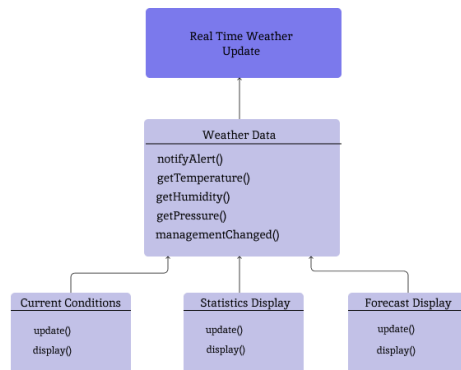 Real Time Weather
Update
Weather Data
notifyAlert()
getTemperature()
getHumidity()
getPressure()
managementChanged()
Current Conditions
update()
display()
Statistics Display
update()
display()
Forecast Display
update()
display()